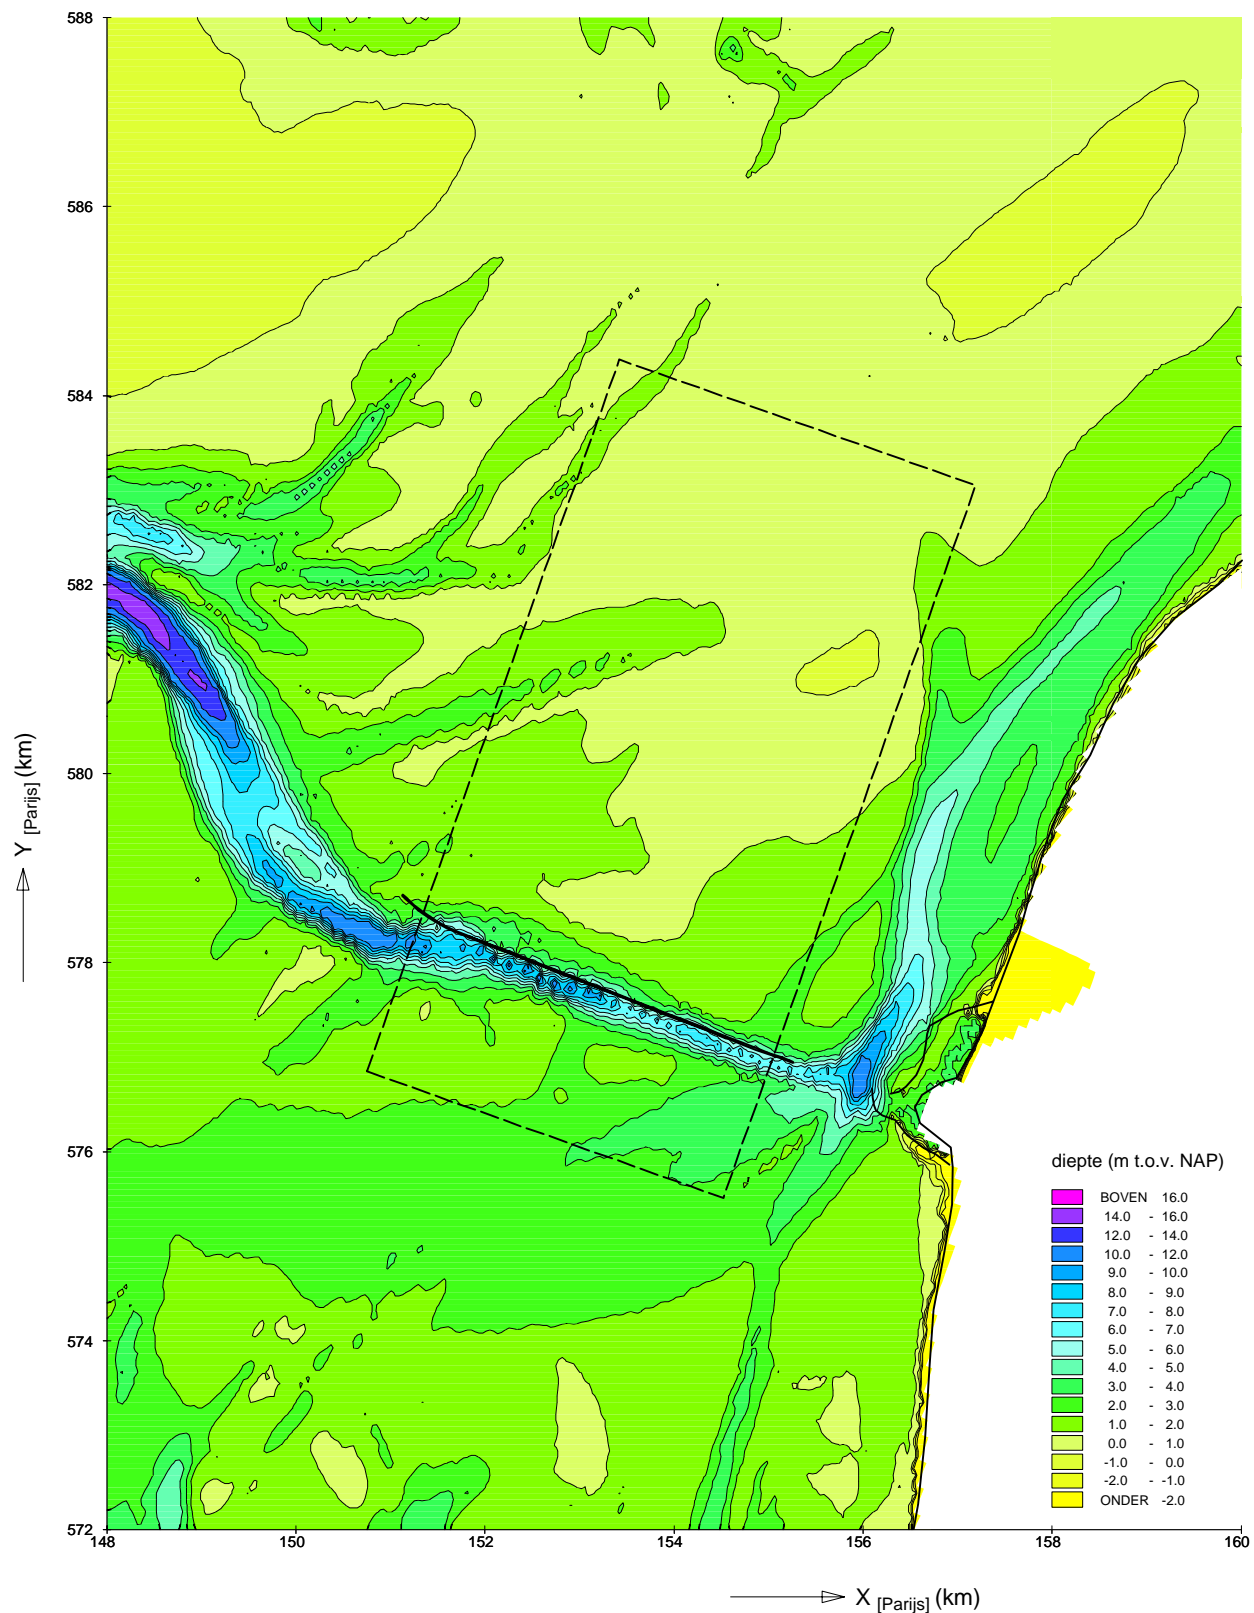 588
586
584
582
580
578
576
574
572
Y [Parijs] (km)
148 150 152 154 156 158 160
X [Parijs] (km)
diepte (m t.o.v. NAP)
BOVEN 16.0
14.0 - 16.0
12.0 - 14.0
10.0 - 12.0
9.0 - 10.0
8.0 - 9.0
7.0 - 8.0
6.0 - 7.0
5.0 - 6.0
4.0 - 5.0
3.0 - 4.0
2.0 - 3.0
1.0 - 2.0
0.0 - 1.0
-1.0 - 0.0
-2.0 - -1.0
ONDER -2.0